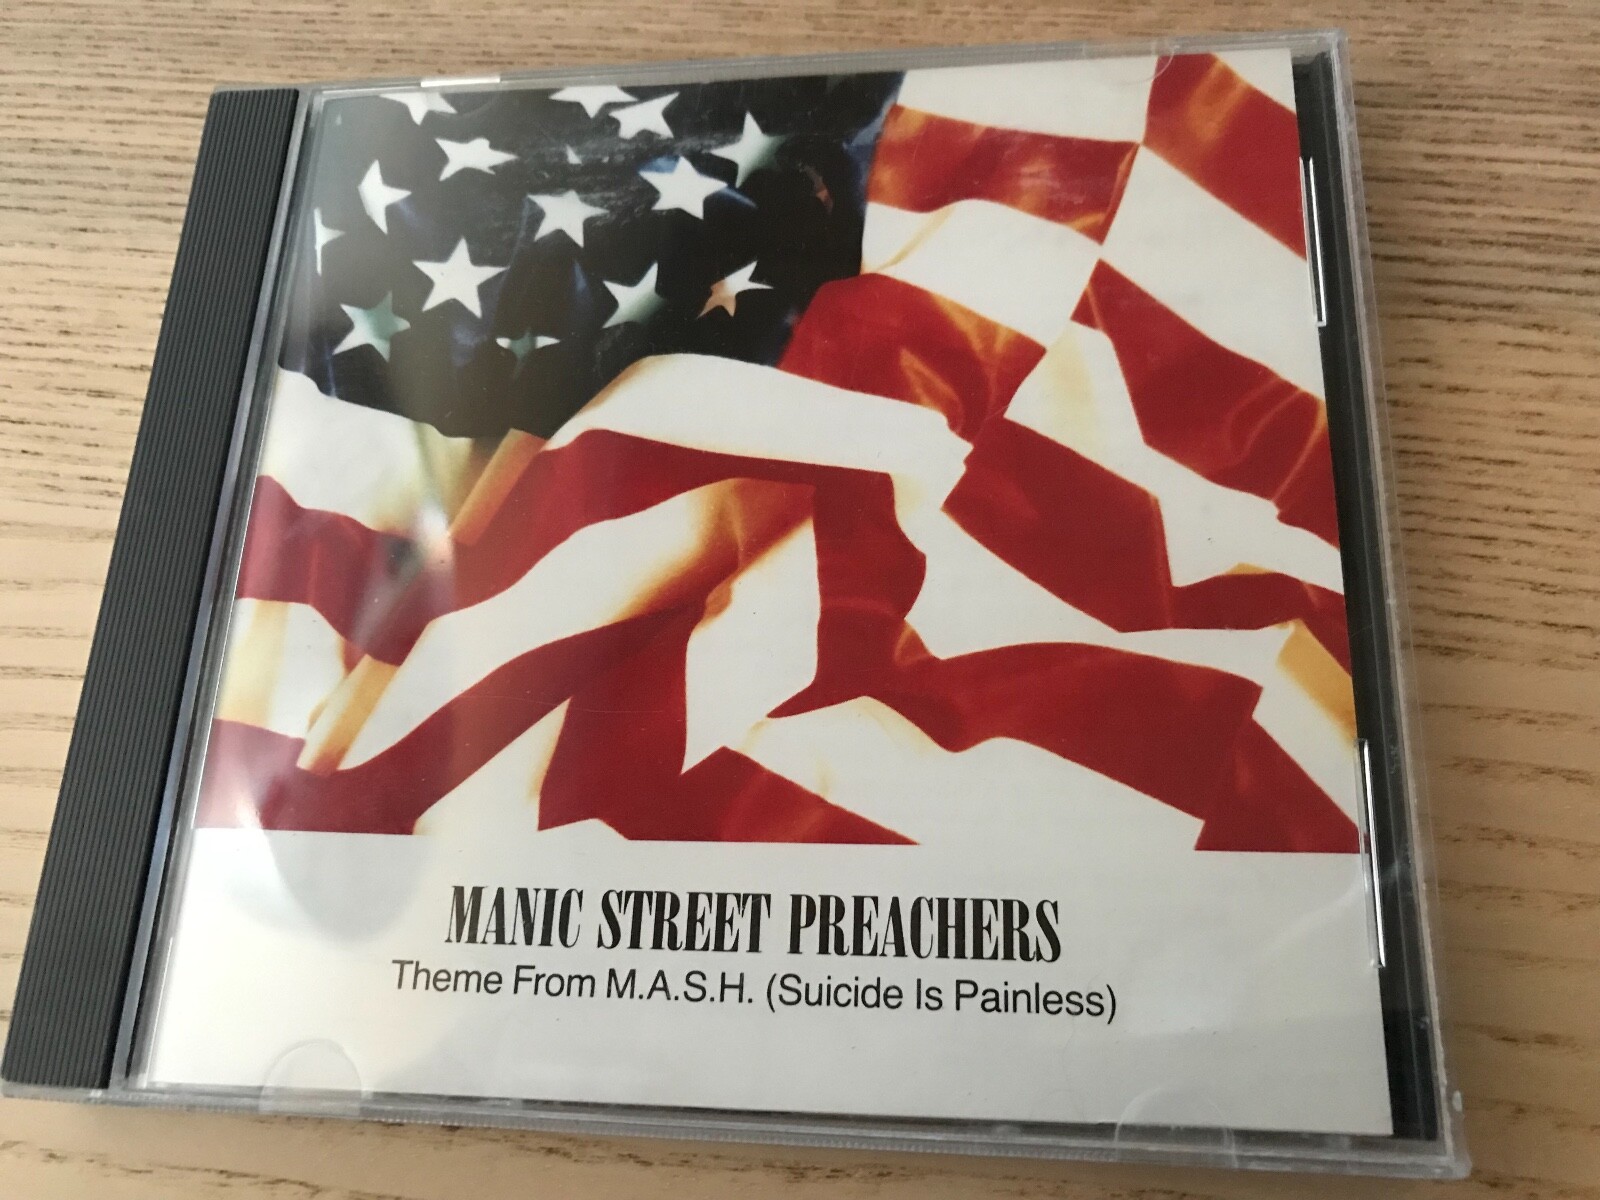 MANIC STREET PREACHERS
Theme From M.A.S.H. (Suicide Is Painless)